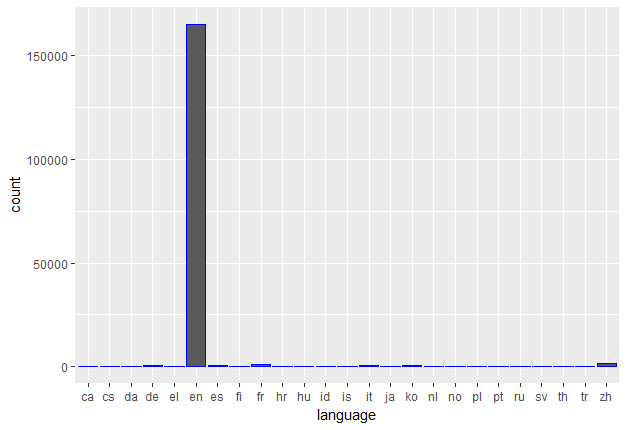 count
150000
100000
50000
0
ca cs da de el en es fi fr hr hu id is it ja ko nl no pl pt ru sv th tr zh
language